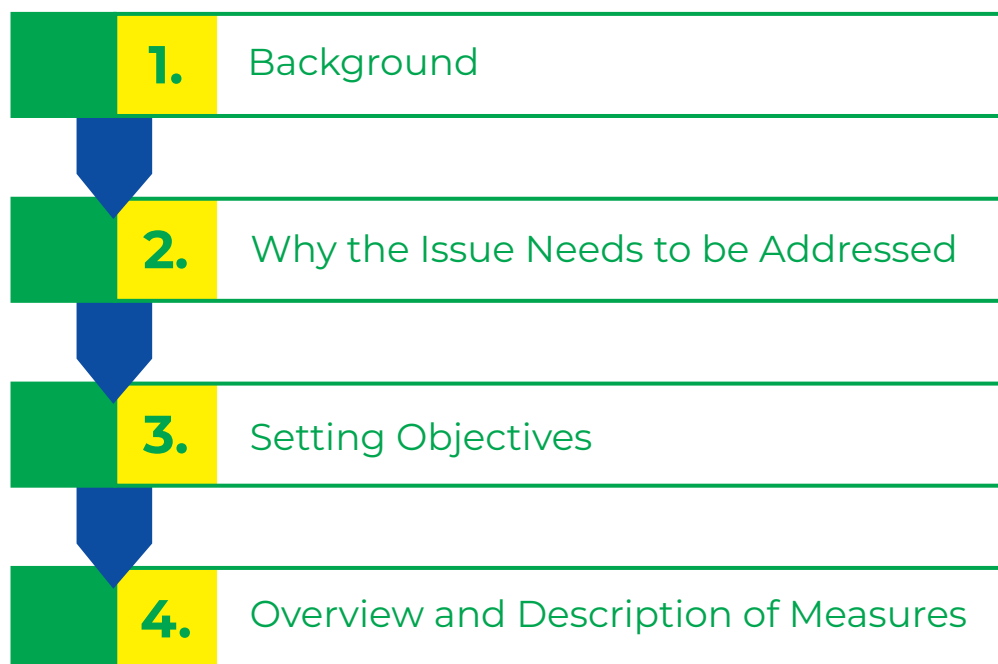 1. Background
2. Why the Issue Needs to be Addressed
3. Setting Objectives
4. Overview and Description of Measures